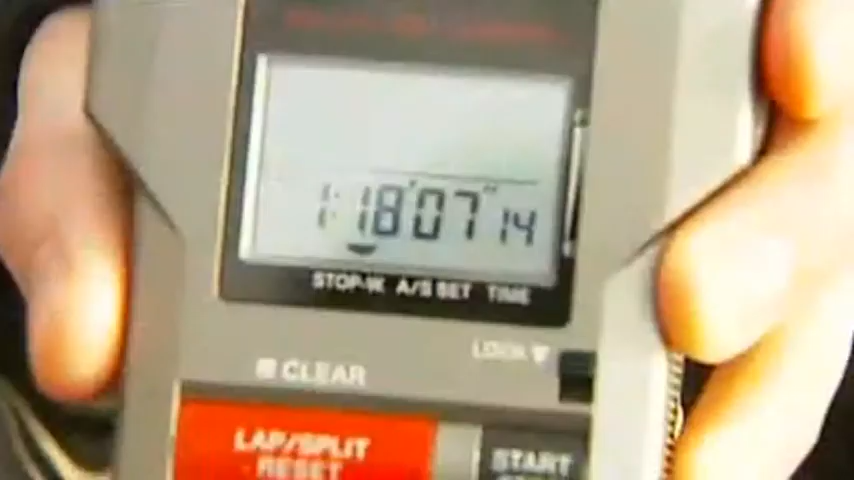 1:18'07"14
STOP-W. A/S SET TIME
LOCK▼
■ CLEAR
LAP/SPLIT
RESET
START